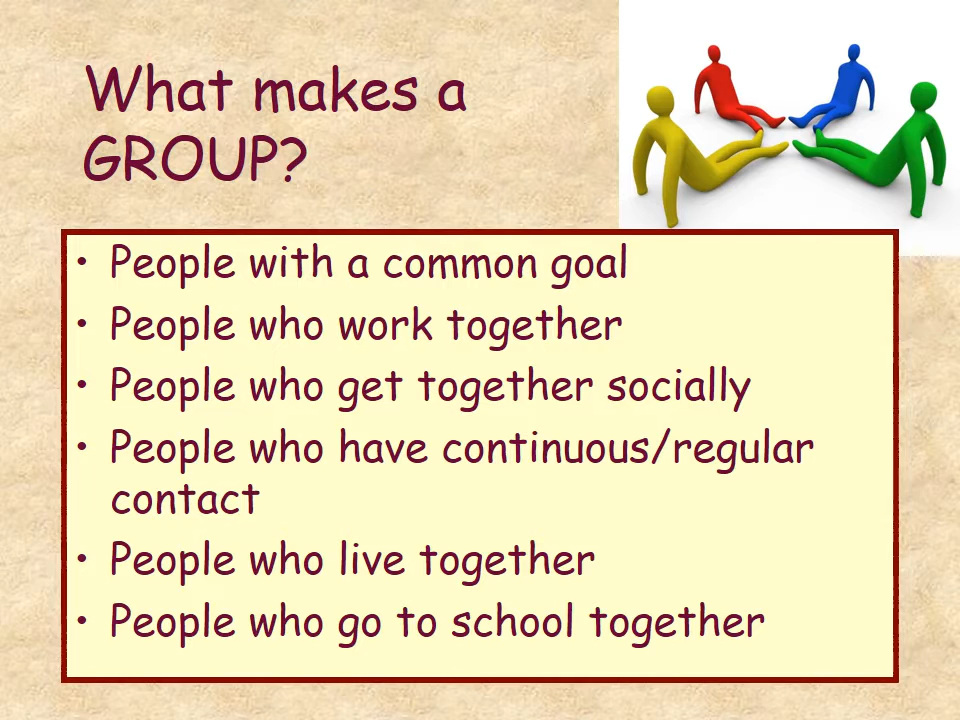 What makes a
GROUP?
• People with a common goal
• People who work together
• People who get together socially
• People who have continuous/regular
contact
• People who live together
• People who go to school together